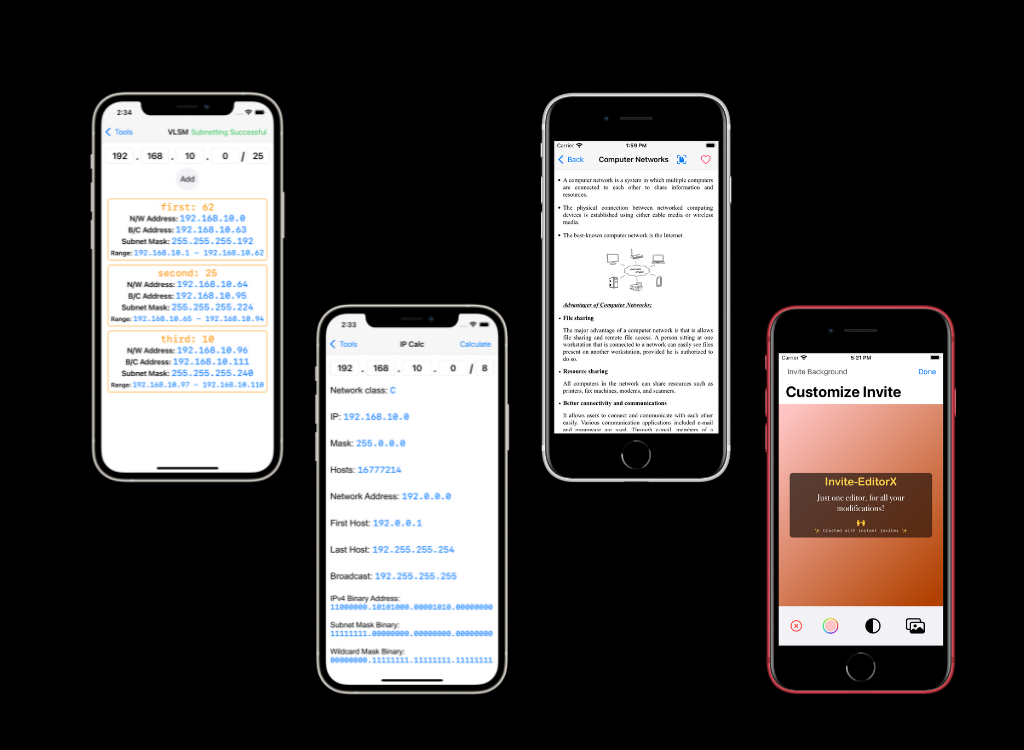 2:34
Tools
VLSM Subnetting Successful
192 . 168 . 10 . 0 / 25
Add
first: 62
N/W Address: 192.168.10.0
B/C Address: 192.168.10.63
Subnet Mask: 255.255.255.192
Range: 192.168.10.1 - 192.168.10.62
second: 25
N/W Address: 192.168.10.64
B/C Address: 192.168.10.95
Subnet Mask: 255.255.255.224
Range: 192.168.10.65 - 192.168.10.94
third: 10
N/W Address: 192.168.10.96
B/C Address: 192.168.10.111
Subnet Mask: 255.255.255.240
Range: 192.168.10.97 - 192.168.10.110
2:33
Tools
IP Calc
Calculate
192 . 168 . 10 . 0 / 8
Network class: C
IP: 192.168.10.0
Mask: 255.0.0.0
Hosts: 16777214
Network Address: 192.0.0.0
First Host: 192.0.0.1
Last Host: 192.255.255.254
Broadcast: 192.255.255.255
IPv4 Binary Address:
11000000.10101000.00001010.00000000
Subnet Mask Binary:
11111111.00000000.00000000.00000000
Wildcard Mask Binary:
00000000.11111111.11111111.11111111
Carrier
1:59 PM
Back
Computer Networks
• A computer network is a system in which multiple computers
are connected to each other to share information and
resources.
• The physical connection between networked computing
devices is established using either cable media or wireless
media.
• The best-known computer network is the Internet.
Advantages of Computer Networks:
• File sharing
The major advantage of a computer network is that is allows
file sharing and remote file access. A person sitting at one
workstation that is connected to a network can easily see files
present on another workstation, provided he is authorized to
do so.
• Resource sharing
All computers in the network can share resources such as
printers, fax machines, modems, and scanners.
• Better connectivity and communications
It allows users to connect and communicate with each other
easily. Various communication applications included e-mail
and groupware are used. Through e-mail members of a
Carrier
5:21 PM
Invite Background
Done
Customize Invite
Invite-EditorX
Just one editor, for all your
modifications!
Created with instant invites